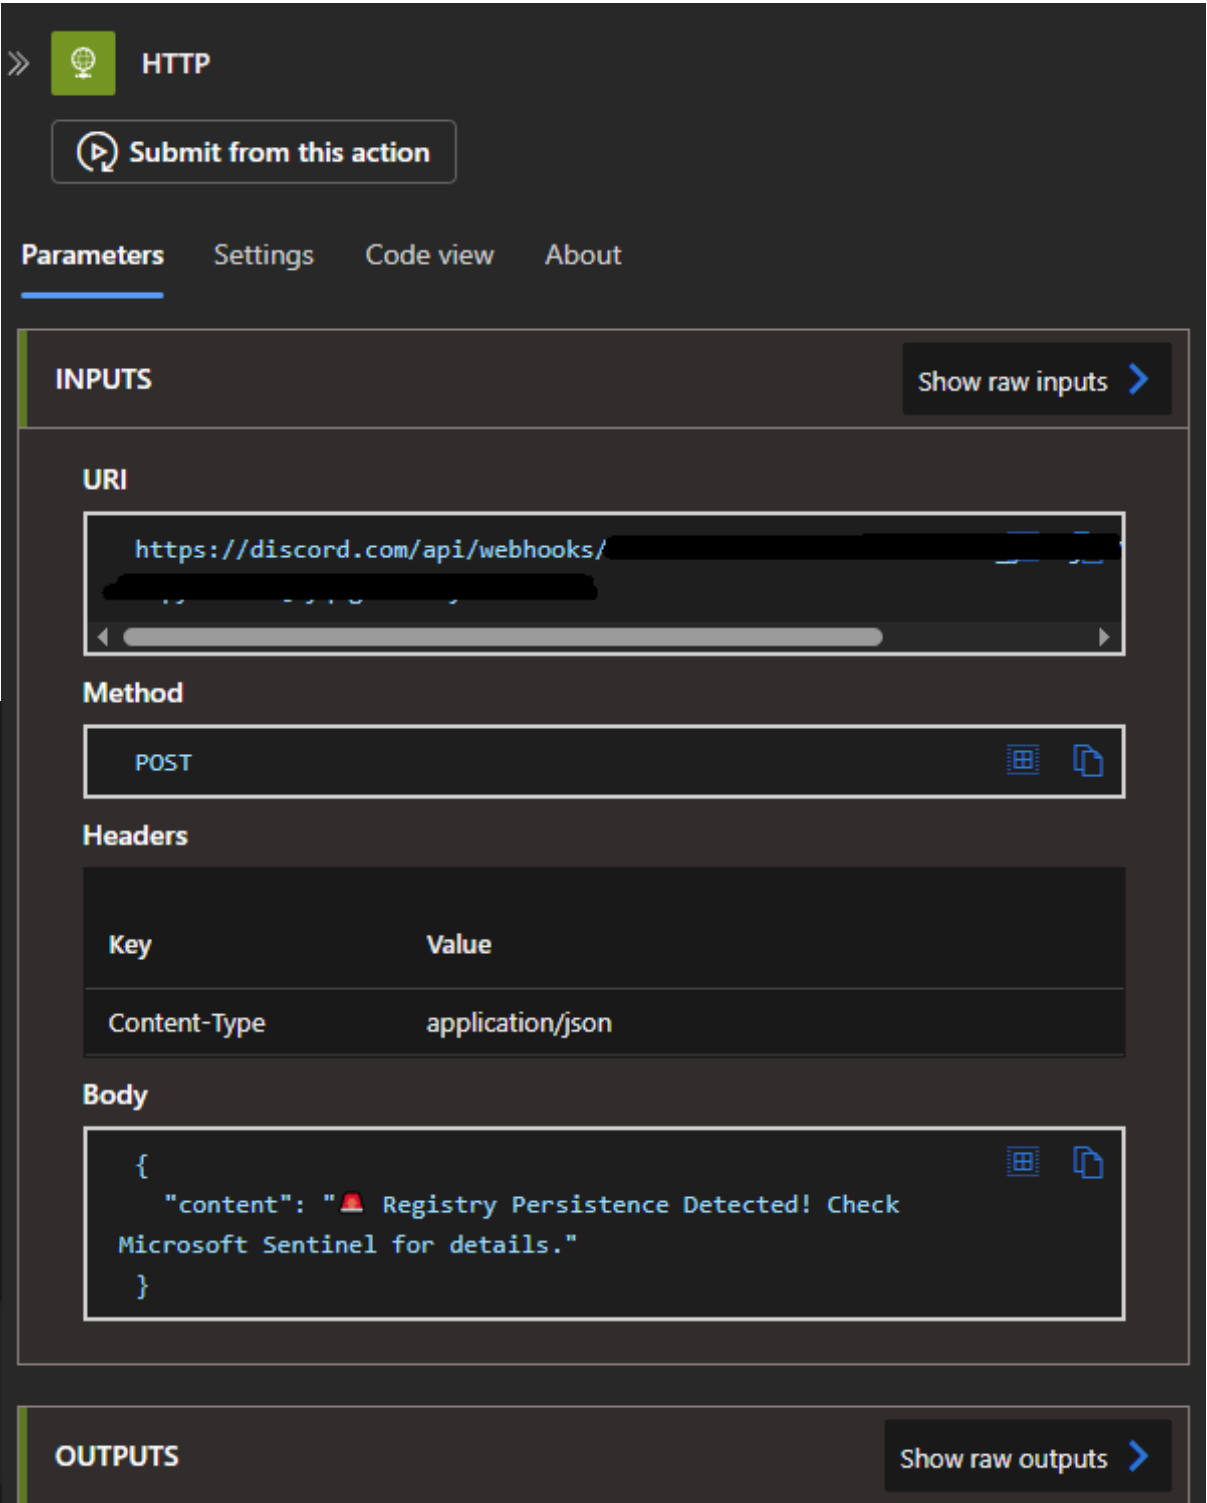 HTTP
Submit from this action
Parameters Settings Code view About
INPUTS
Show raw inputs
URI
https://discord.com/api/webhooks/
Method
POST
Headers
Key Value
Content-Type application/json
Body
{
"content": "🚨 Registry Persistence Detected! Check
Microsoft Sentinel for details."
}
OUTPUTS
Show raw outputs